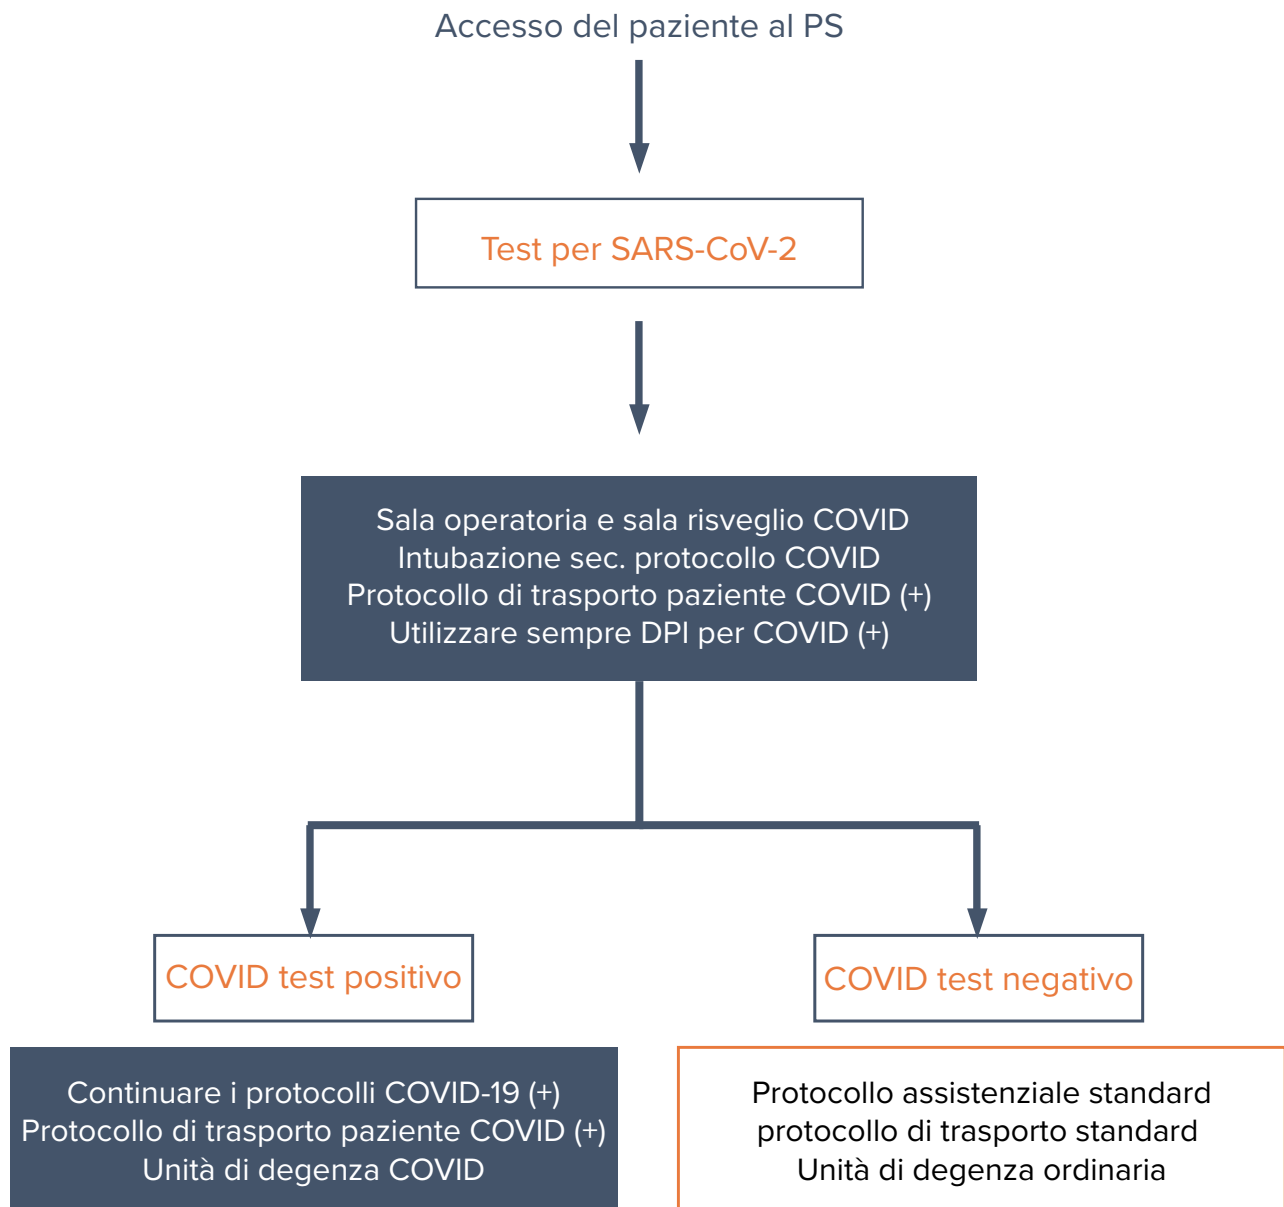 Accesso del paziente al PS
Test per SARS-CoV-2
Sala operatoria e sala risveglio COVID
Intubazione sec. protocollo COVID
Protocollo di trasporto paziente COVID (+)
Utilizzare sempre DPI per COVID (+)
COVID test positivo
COVID test negativo
Continuare i protocolli COVID-19 (+)
Protocollo di trasporto paziente COVID (+)
Unità di degenza COVID
Protocollo assistenziale standard
protocollo di trasporto standard
Unità di degenza ordinaria